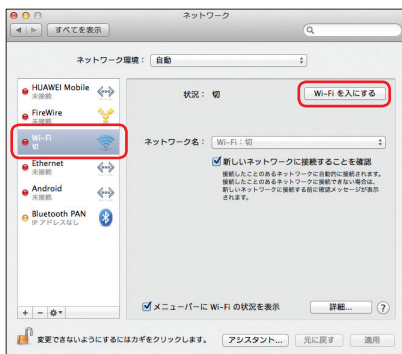 ネットワーク
すべてを表示
ネットワーク環境： 自動
HUAWEI Mobile
未接続
FireWire
未接続
Wi-Fi
切
Ethernet
未接続
Android
未接続
Bluetooth PAN
IP アドレスなし
状況： 切
Wi-Fi を入にする
ネットワーク名： Wi-Fi：切
新しいネットワークに接続することを確認
接続したことのあるネットワークに自動的に接続されます。
接続したことのあるネットワークに接続できない場合は、
新しいネットワークに接続する前に確認メッセージが表示
されます。
メニューバーに Wi-Fi の状況を表示
詳細...
?
変更できないようにするにはカギをクリックします。
アシスタント...
元に戻す
適用